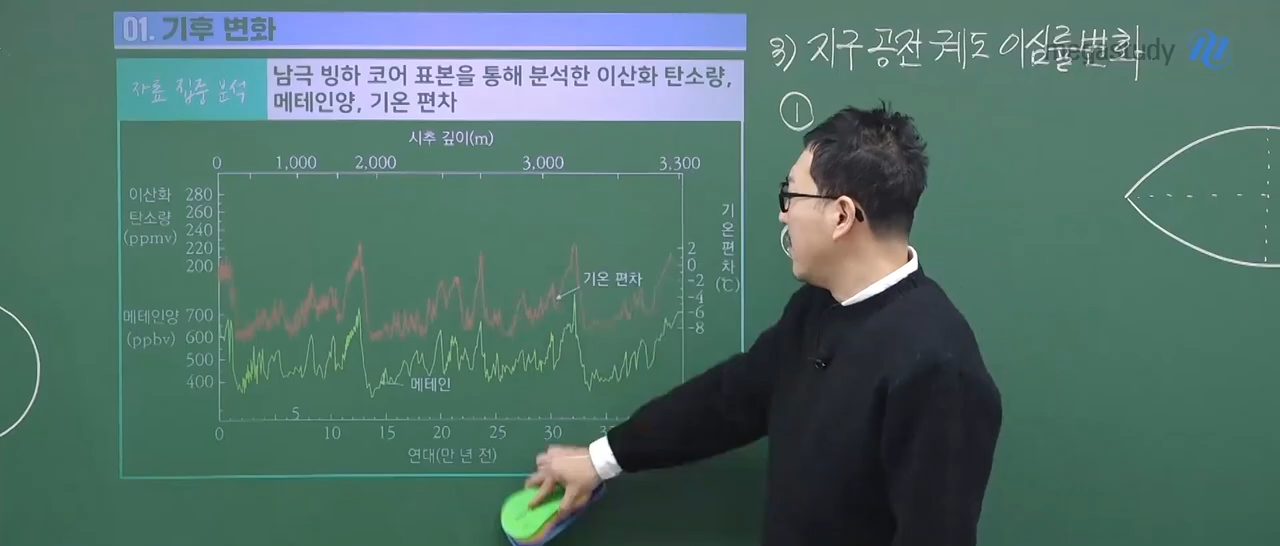 01. 기후 변화
자료 집중 분석
남극 빙하 코어 표본을 통해 분석한 이산화 탄소량,
메테인양, 기온 편차
시추 깊이(m)
0 1,000 2,000 3,000 3,300
이산화
탄소량
(ppmv)
280
260
240
220
200
메테인양
(ppbv)
700
600
500
400
기온 편차
메테인
기온 편차
(℃)
2
0
-2
-4
-6
-8
5
0 10 15 20 25 30
연대(만 년 전)
3) 지구 공전 궤도 이심률 변화
megastudy
①